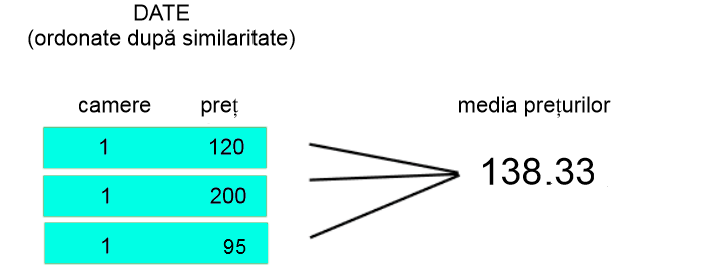 DATE
(ordonate după similaritate)
camere preț media prețurilor
1 120
138.33
1 200
1 95